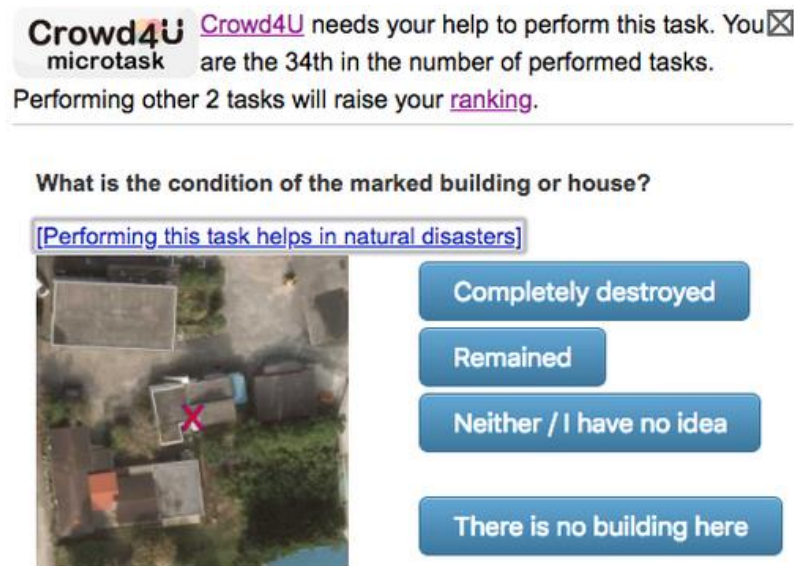 Crowd4U microtask
Crowd4U needs your help to perform this task. You
are the 34th in the number of performed tasks.
Performing other 2 tasks will raise your ranking.
What is the condition of the marked building or house?
[Performing this task helps in natural disasters]
Completely destroyed
Remained
Neither / I have no idea
There is no building here